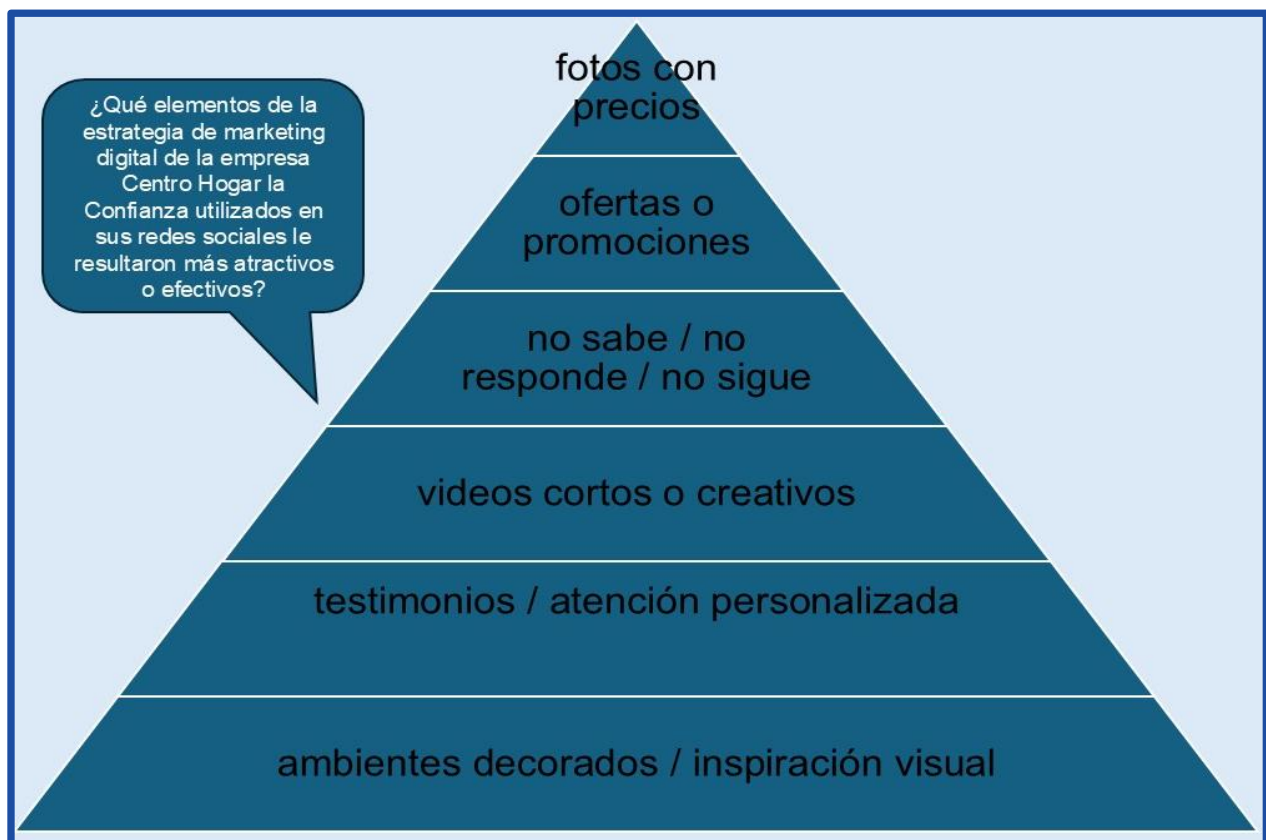 ¿Qué elementos de la
estrategia de marketing
digital de la empresa
Centro Hogar la
Confianza utilizados en
sus redes sociales le
resultaron más atractivos
o efectivos?
fotos con
precios
ofertas o
promociones
no sabe / no
responde / no sigue
videos cortos o creativos
testimonios / atención personalizada
ambientes decorados / inspiración visual